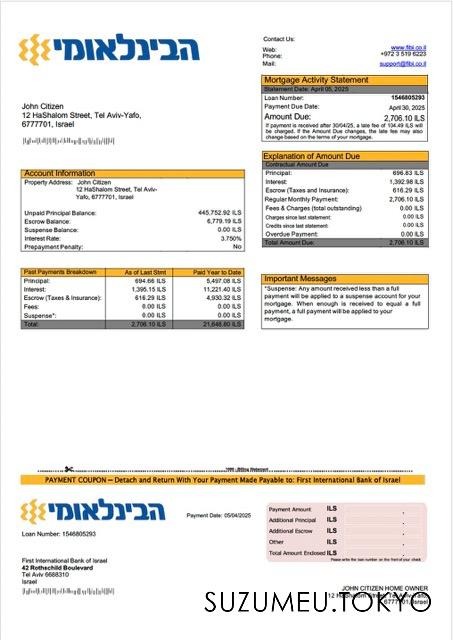 הבינלאומי
Contact Us:
Web: www.fibi.co.il
Phone: +972 3 519 6223
Mail: support@fibi.co.il
Mortgage Activity Statement
Statement Date: April 05, 2025
Loan Number: 1546805293
Payment Due Date: April 30, 2025
Amount Due: 2,706.10 ILS
If payment is received after 30/04/25, a late fee of 104.49 ILS will
be charged. If the Amount Due changes, the late fee may also
change based on the terms of your mortgage.
John Citizen
12 HaShalom Street, Tel Aviv-Yafo,
6777701, Israel
Explanation of Amount Due
Contractual Amount Due
Principal: 696.83 ILS
Interest: 1,392.98 ILS
Escrow (Taxes and Insurance): 616.29 ILS
Regular Monthly Payment: 2,706.10 ILS
Fees & Charges (total outstanding) 0.00 ILS
Charges since last statement: 0.00 ILS
Credits since last statement: 0.00 ILS
Overdue Payment: 0.00 ILS
Total Amount Due: 2,706.10 ILS
Account Information
Property Address: John Citizen
12 HaShalom Street, Tel Aviv-
Yafo, 6777701, Israel
Unpaid Principal Balance: 445,752.92 ILS
Escrow Balance: 6,779.19 ILS
Suspense Balance: 0.00 ILS
Interest Rate: 3.750%
Prepayment Penalty: No
Past Payments Breakdown As of Last Stmt Paid Year to Date
Principal: 694.66 ILS 5,497.08 ILS
Interest: 1,395.15 ILS 11,221.40 ILS
Escrow (Taxes & Insurance): 616.29 ILS 4,930.32 ILS
Fees: 0.00 ILS 0.00 ILS
Suspense*: 0.00 ILS 0.00 ILS
Total: 2,706.10 ILS 21,648.80 ILS
Important Messages
*Suspense: Any amount received less than a full
payment will be applied to a suspense account for your
mortgage. When enough is received to equal a full
payment, a full payment will be applied to your
mortgage.
PAYMENT COUPON – Detach and Return With Your Payment Made Payable to: First International Bank of Israel
הבינלאומי
Payment Date: 05/04/2025
Loan Number: 1546805293
Payment Amount ILS
Additional Principal ILS
Additional Escrow ILS
Other ILS
Total Amount Enclosed ILS
Please write the loan number on the front of your check
First International Bank of Israel
42 Rothschild Boulevard
Tel Aviv 6688310
Israel
JOHN CITIZEN HOME OWNER
12 HaShalom Street, Tel Aviv-Yafo,
6777701, Israel
SUZUMEU.TOKYO